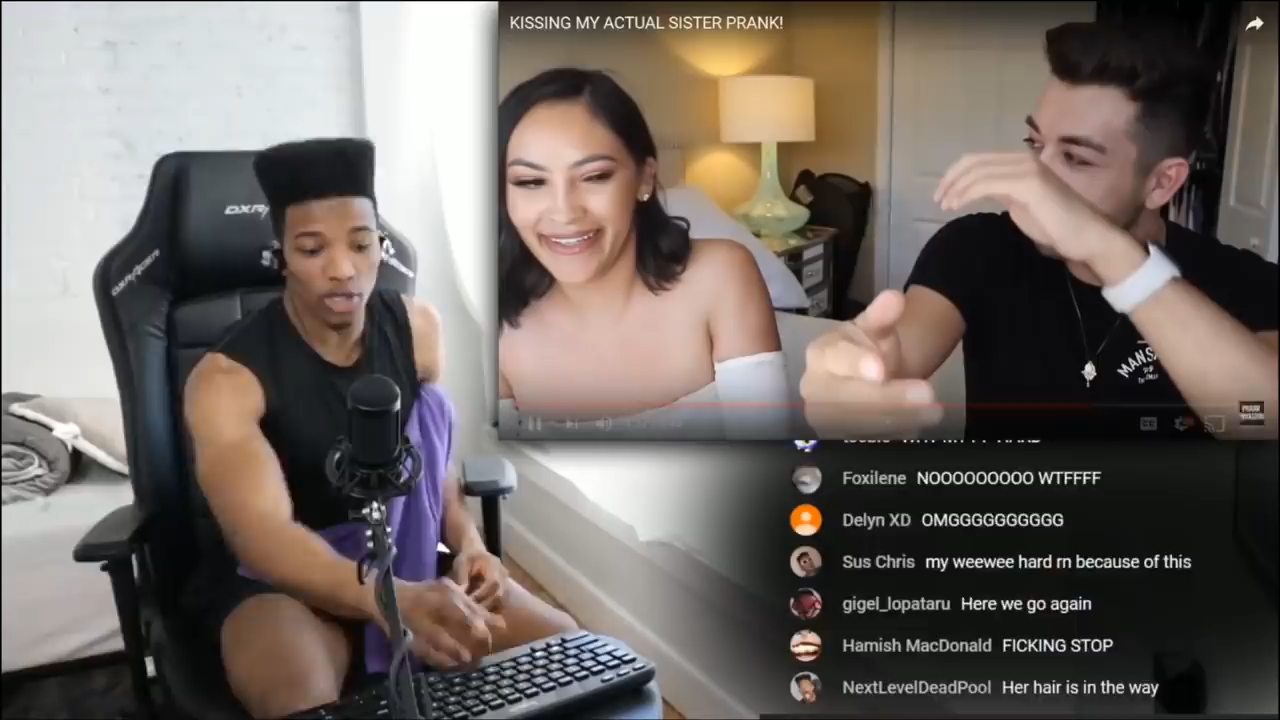 KISSING MY ACTUAL SISTER PRANK!
DXRACER
MANS
Foxilene NOOOOOOOOO WTFFFF
Delyn XD OMGGGGGGGGGG
Sus Chris my weewee hard rn because of this
gigel_lopataru Here we go again
Hamish MacDonald FICKING STOP
NextLevelDeadPool Her hair is in the way